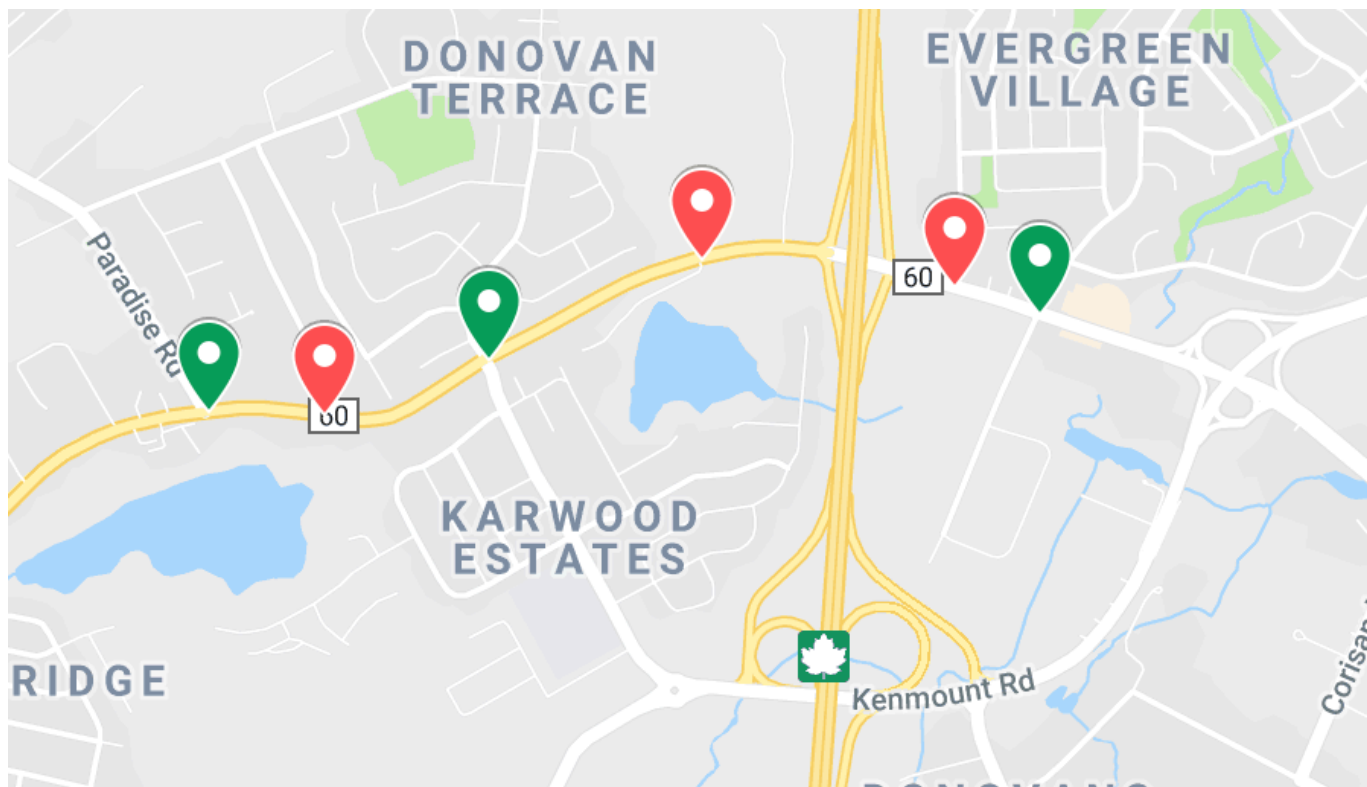 DONOVAN
TERRACE
EVERGREEN
VILLAGE
Paradise Rd
60
60
KARWOOD
ESTATES
RIDGE
Kenmount Rd